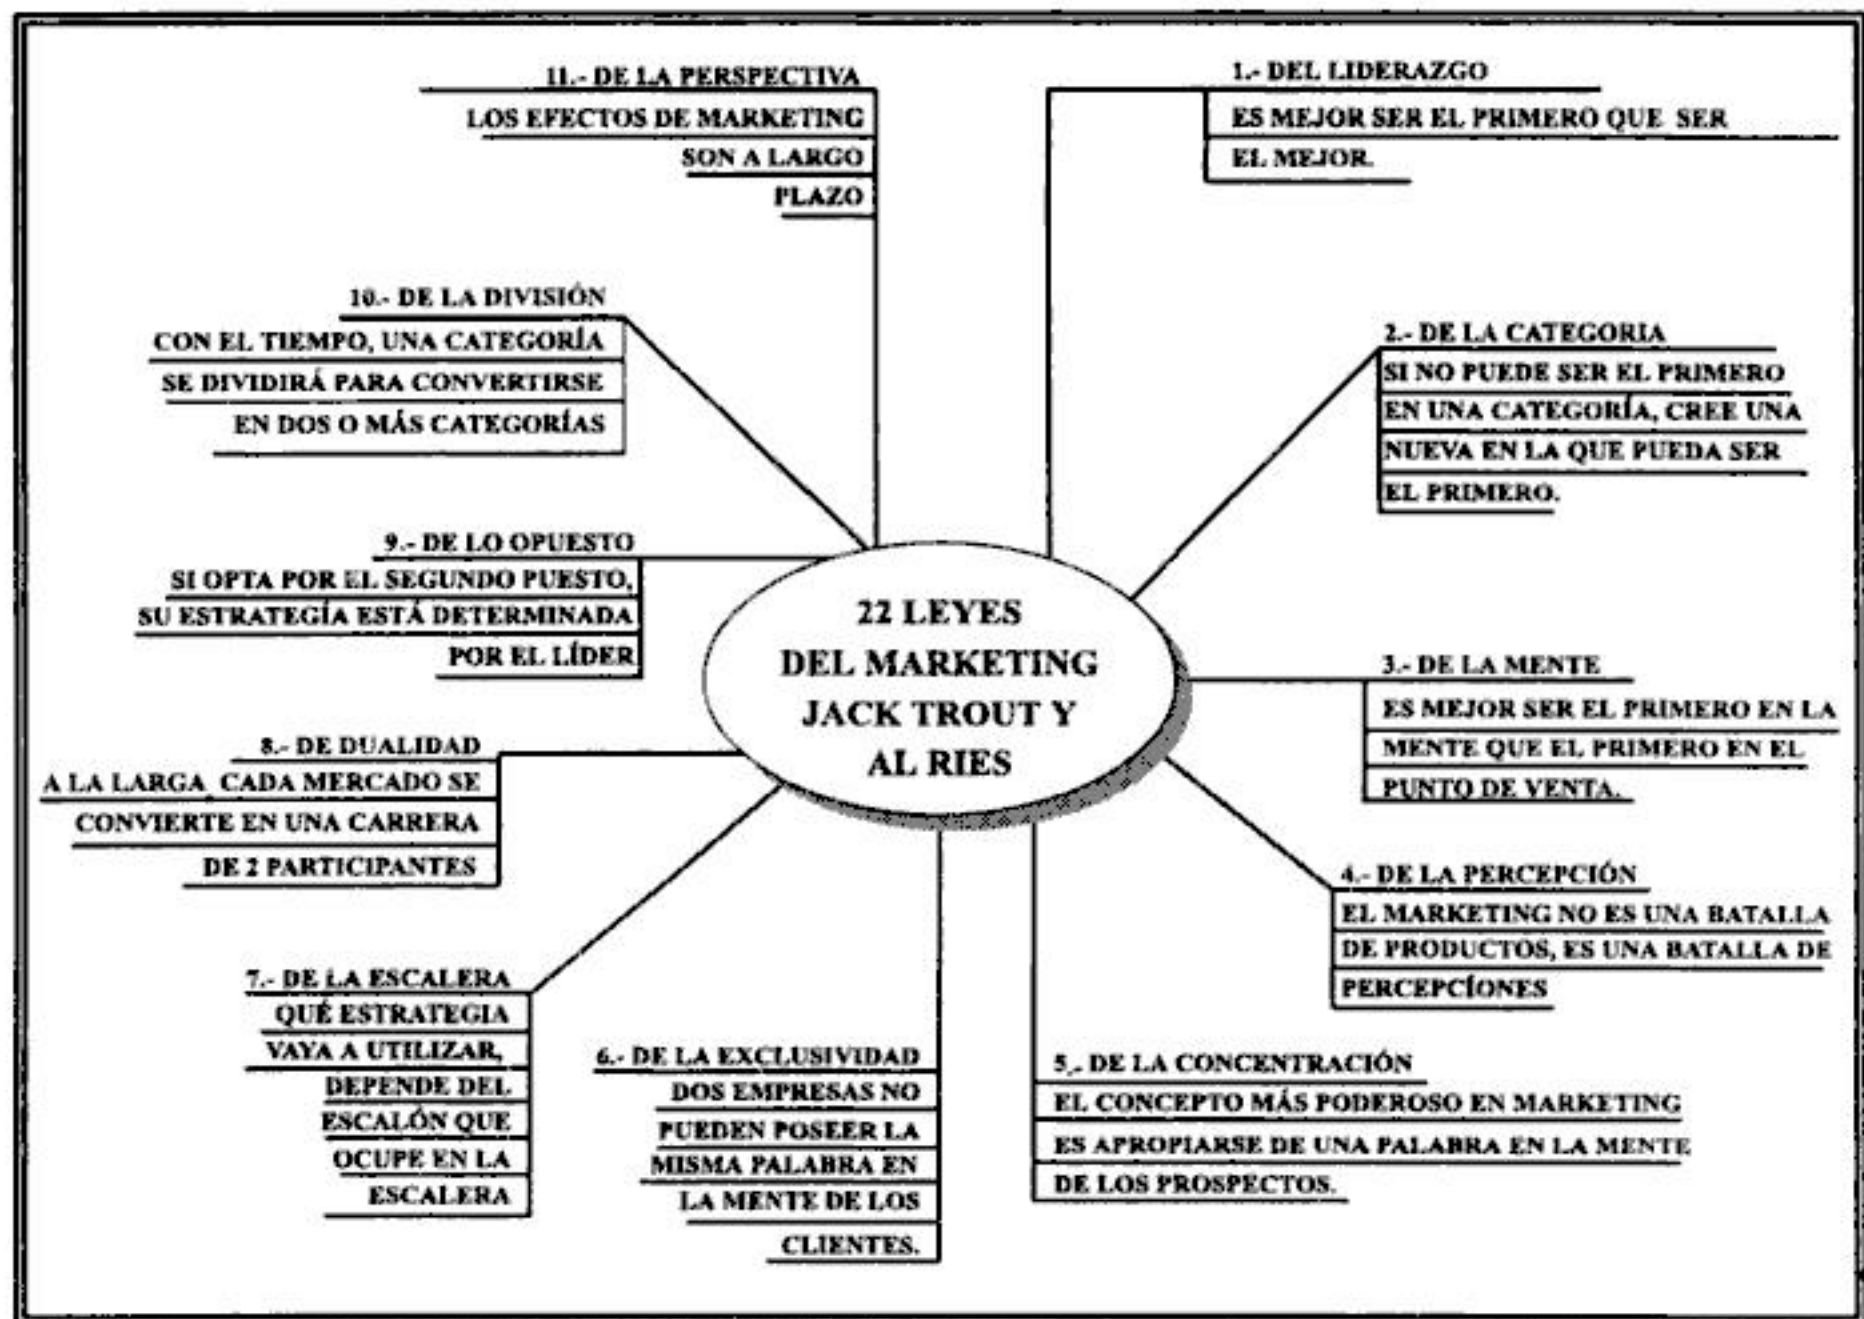 22 LEYES
DEL MARKETING
JACK TROUT Y
AL RIES
1.- DEL LIDERAZGO
ES MEJOR SER EL PRIMERO QUE SER
EL MEJOR.
2.- DE LA CATEGORIA
SI NO PUEDE SER EL PRIMERO
EN UNA CATEGORÍA, CREE UNA
NUEVA EN LA QUE PUEDA SER
EL PRIMERO.
3.- DE LA MENTE
ES MEJOR SER EL PRIMERO EN LA
MENTE QUE EL PRIMERO EN EL
PUNTO DE VENTA.
4.- DE LA PERCEPCIÓN
EL MARKETING NO ES UNA BATALLA
DE PRODUCTOS, ES UNA BATALLA DE
PERCEPCÍONES
5.- DE LA CONCENTRACIÓN
EL CONCEPTO MÁS PODEROSO EN MARKETING
ES APROPIARSE DE UNA PALABRA EN LA MENTE
DE LOS PROSPECTOS.
6.- DE LA EXCLUSIVIDAD
DOS EMPRESAS NO
PUEDEN POSEER LA
MISMA PALABRA EN
LA MENTE DE LOS
CLIENTES.
7.- DE LA ESCALERA
QUÉ ESTRATEGIA
VAYA A UTILIZAR,
DEPENDE DEL
ESCALÓN QUE
OCUPE EN LA
ESCALERA
8.- DE DUALIDAD
A LA LARGA, CADA MERCADO SE
CONVIERTE EN UNA CARRERA
DE 2 PARTICIPANTES
9.- DE LO OPUESTO
SI OPTA POR EL SEGUNDO PUESTO,
SU ESTRATEGÍA ESTÁ DETERMINADA
POR EL LÍDER
10.- DE LA DIVISIÓN
CON EL TIEMPO, UNA CATEGORÍA
SE DIVIDIRÁ PARA CONVERTIRSE
EN DOS O MÁS CATEGORÍAS
11.- DE LA PERSPECTIVA
LOS EFECTOS DE MARKETING
SON A LARGO
PLAZO